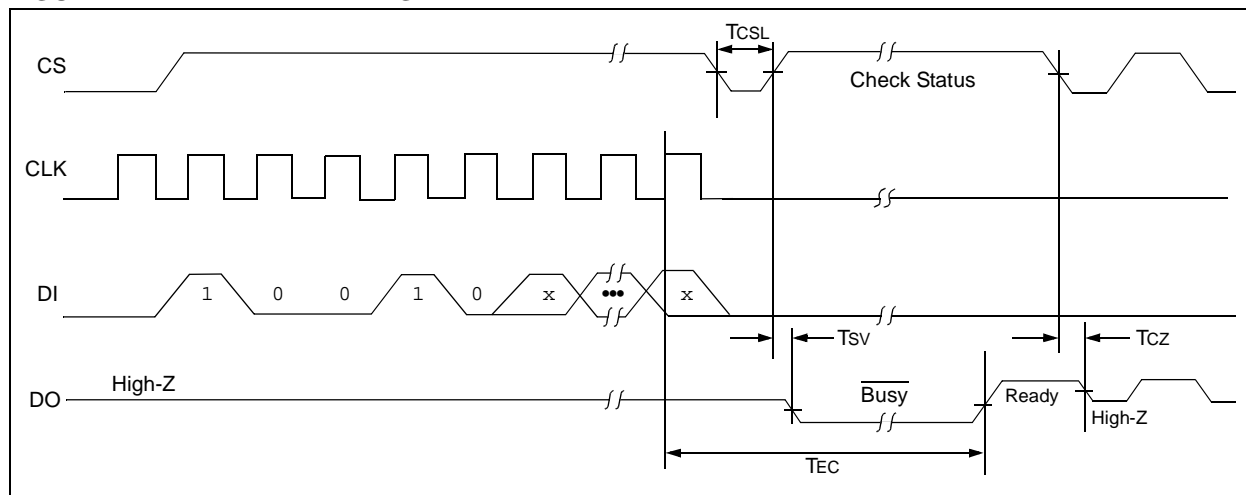 TCSL
CS
Check Status
CLK
DI
1 0 0 1 0 x ••• x
TSV
TCZ
High-Z
DO
Busy
Ready
High-Z
TEC